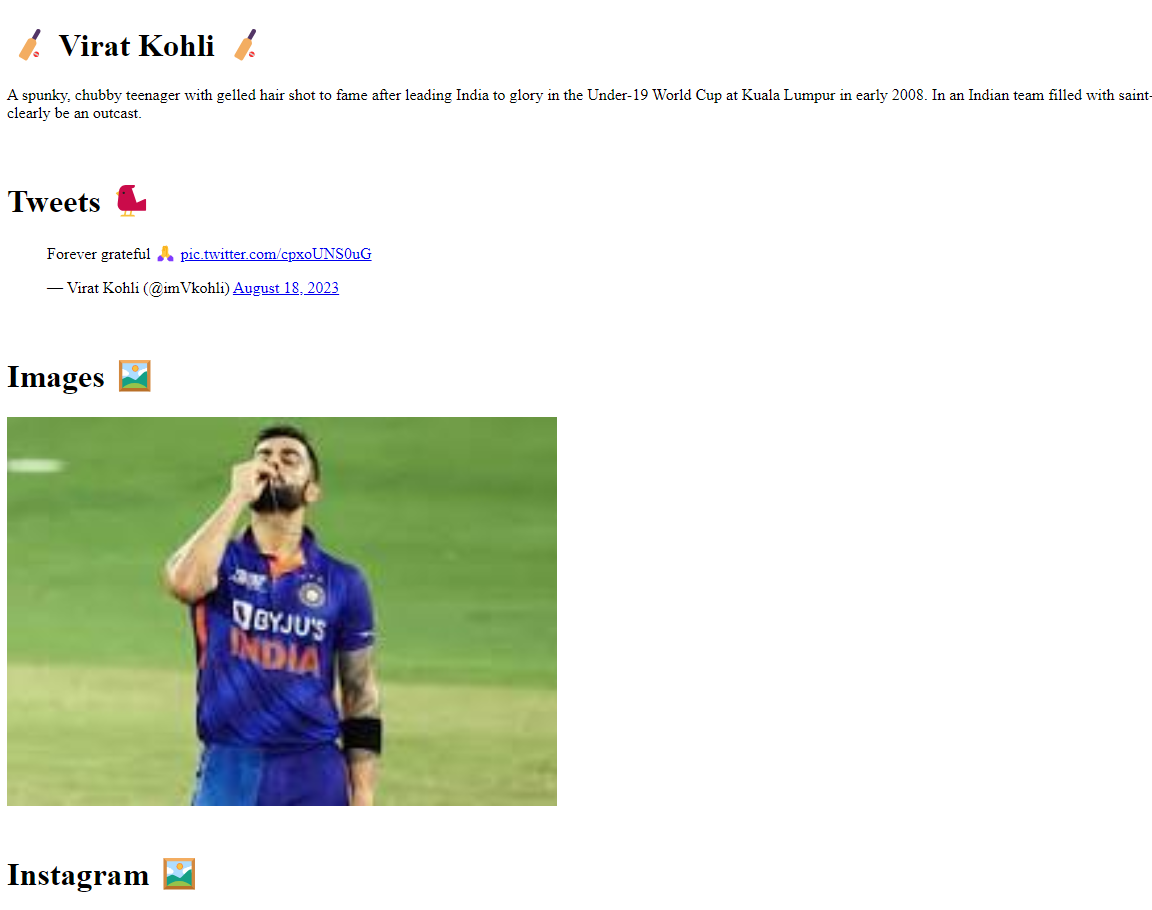 Virat Kohli
A spunky, chubby teenager with gelled hair shot to fame after leading India to glory in the Under-19 World Cup at Kuala Lumpur in early 2008. In an Indian team filled with saint-
clearly be an outcast.
Tweets
Forever grateful 🙏 pic.twitter.com/cpxoUNS0uG
— Virat Kohli (@imVkohli) August 18, 2023
Images
BYJU'S
INDIA
Instagram